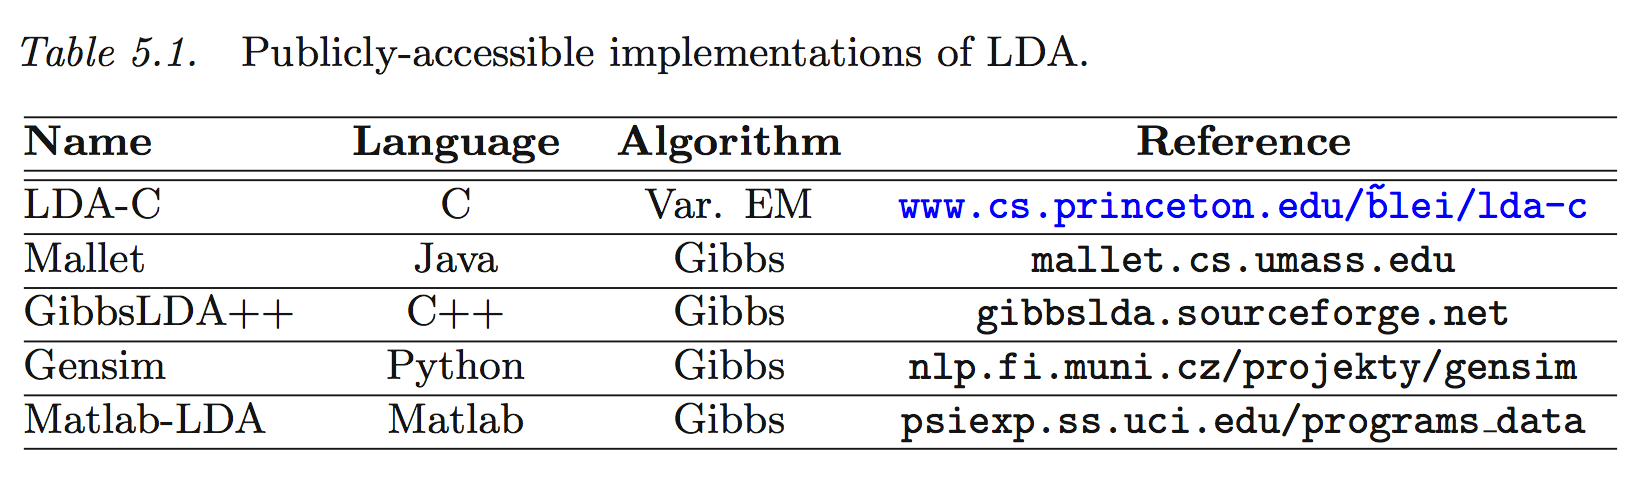 Table 5.1. Publicly-accessible implementations of LDA.
Name Language Algorithm Reference
LDA-C C Var. EM www.cs.princeton.edu/b̃lei/lda-c
Mallet Java Gibbs mallet.cs.umass.edu
GibbsLDA++ C++ Gibbs gibbslda.sourceforge.net
Gensim Python Gibbs nlp.fi.muni.cz/projekty/gensim
Matlab-LDA Matlab Gibbs psiexp.ss.uci.edu/programs_data